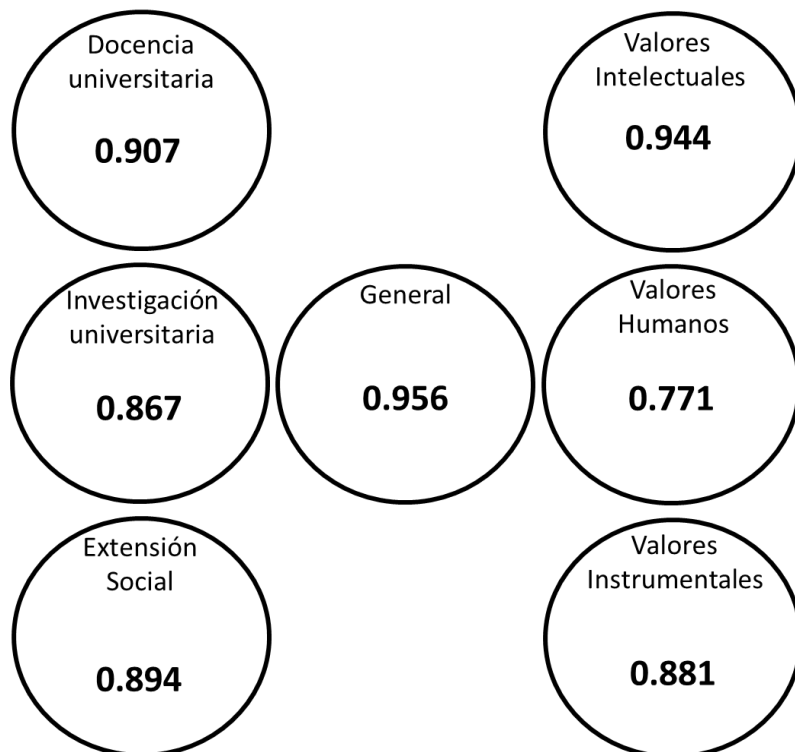 Docencia
universitaria
0.907
Valores
Intelectuales
0.944
Investigación
universitaria
0.867
General
0.956
Valores
Humanos
0.771
Extensión
Social
0.894
Valores
Instrumentales
0.881